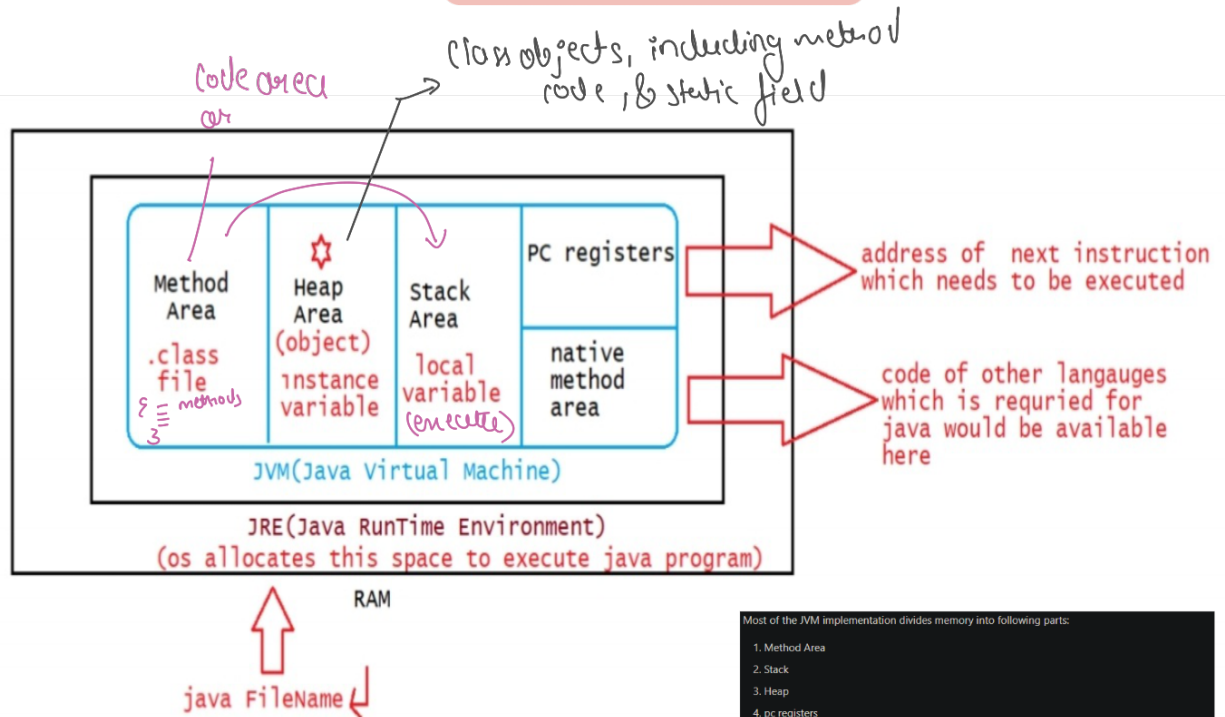 Class objects, including method
code, & static field
Code area
or
Method
Area
.class
file
{ methods
}
Heap
Area
(object)
instance
variable
Stack
Area
local
variable
(execute)
PC registers
native
method
area
address of next instruction
which needs to be executed
code of other langauges
which is requried for
java would be available
here
JVM(Java Virtual Machine)
JRE(Java RunTime Environment)
(os allocates this space to execute java program)
RAM
java FileName
Most of the JVM implementation divides memory into following parts:
1. Method Area
2. Stack
3. Heap
4. pc registers